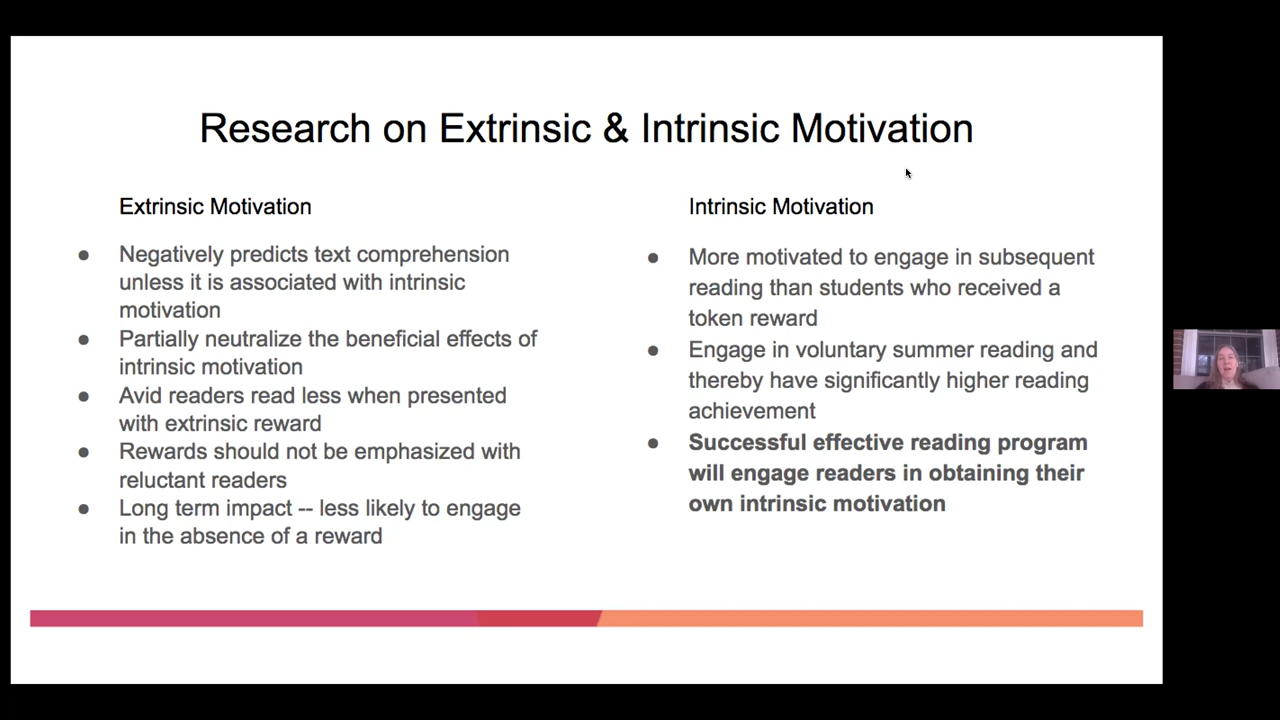 Research on Extrinsic & Intrinsic Motivation
Extrinsic Motivation
● Negatively predicts text comprehension
unless it is associated with intrinsic
motivation
● Partially neutralize the beneficial effects of
intrinsic motivation
● Avid readers read less when presented
with extrinsic reward
● Rewards should not be emphasized with
reluctant readers
● Long term impact -- less likely to engage
in the absence of a reward
Intrinsic Motivation
● More motivated to engage in subsequent
reading than students who received a
token reward
● Engage in voluntary summer reading and
thereby have significantly higher reading
achievement
● Successful effective reading program
will engage readers in obtaining their
own intrinsic motivation